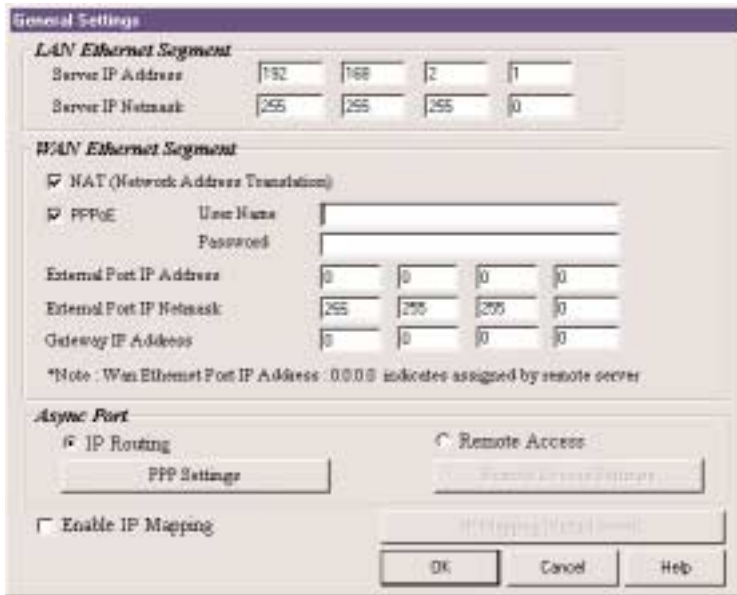 General Settings
LAN Ethernet Segment
Server IP Address 192 168 2 1
Server IP Netmask 255 255 255 0
WAN Ethernet Segment
NAT (Network Address Translation)
PPPoE User Name
Password
External Port IP Address 0 0 0 0
External Port IP Netmask 255 255 255 0
Gateway IP Address 0 0 0 0
*Note : Wan Ethernet Port IP Address : 0.0.0.0 indicates assigned by remote server
Async Port
IP Routing Remote Access
PPP Settings Remote Access Settings
Enable IP Mapping
OK Cancel Help